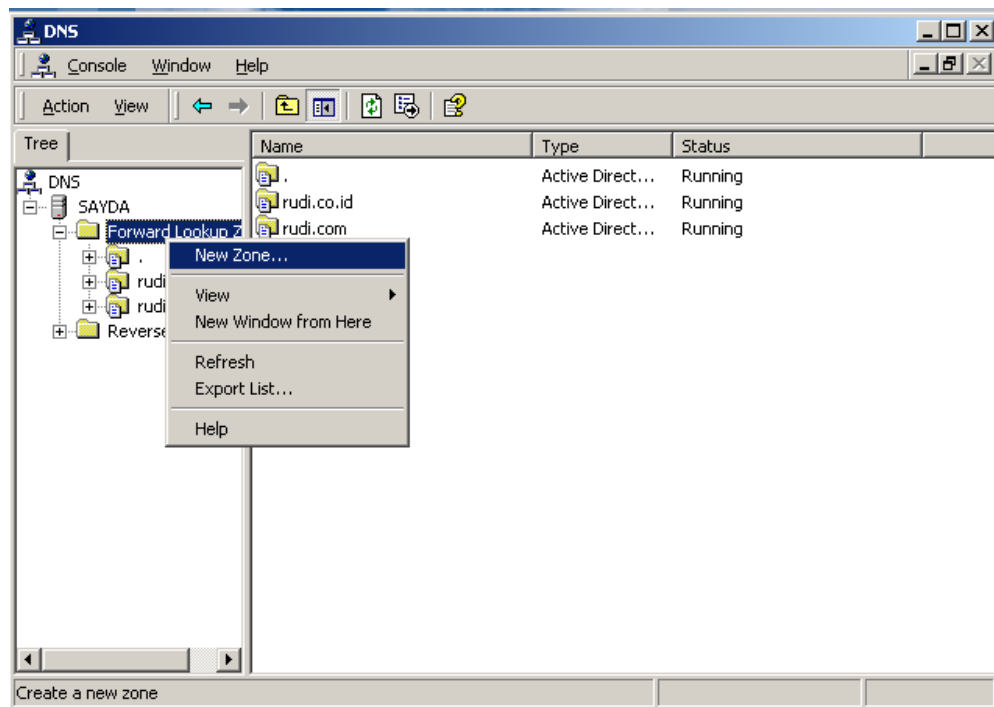 DNS
Console Window Help
Action View
Tree
Name Type Status
DNS
SAYDA
Forward Lookup Z
.
rudi
rudi
Reverse
. Active Direct... Running
rudi.co.id Active Direct... Running
rudi.com Active Direct... Running
New Zone...
View
New Window from Here
Refresh
Export List...
Help
Create a new zone